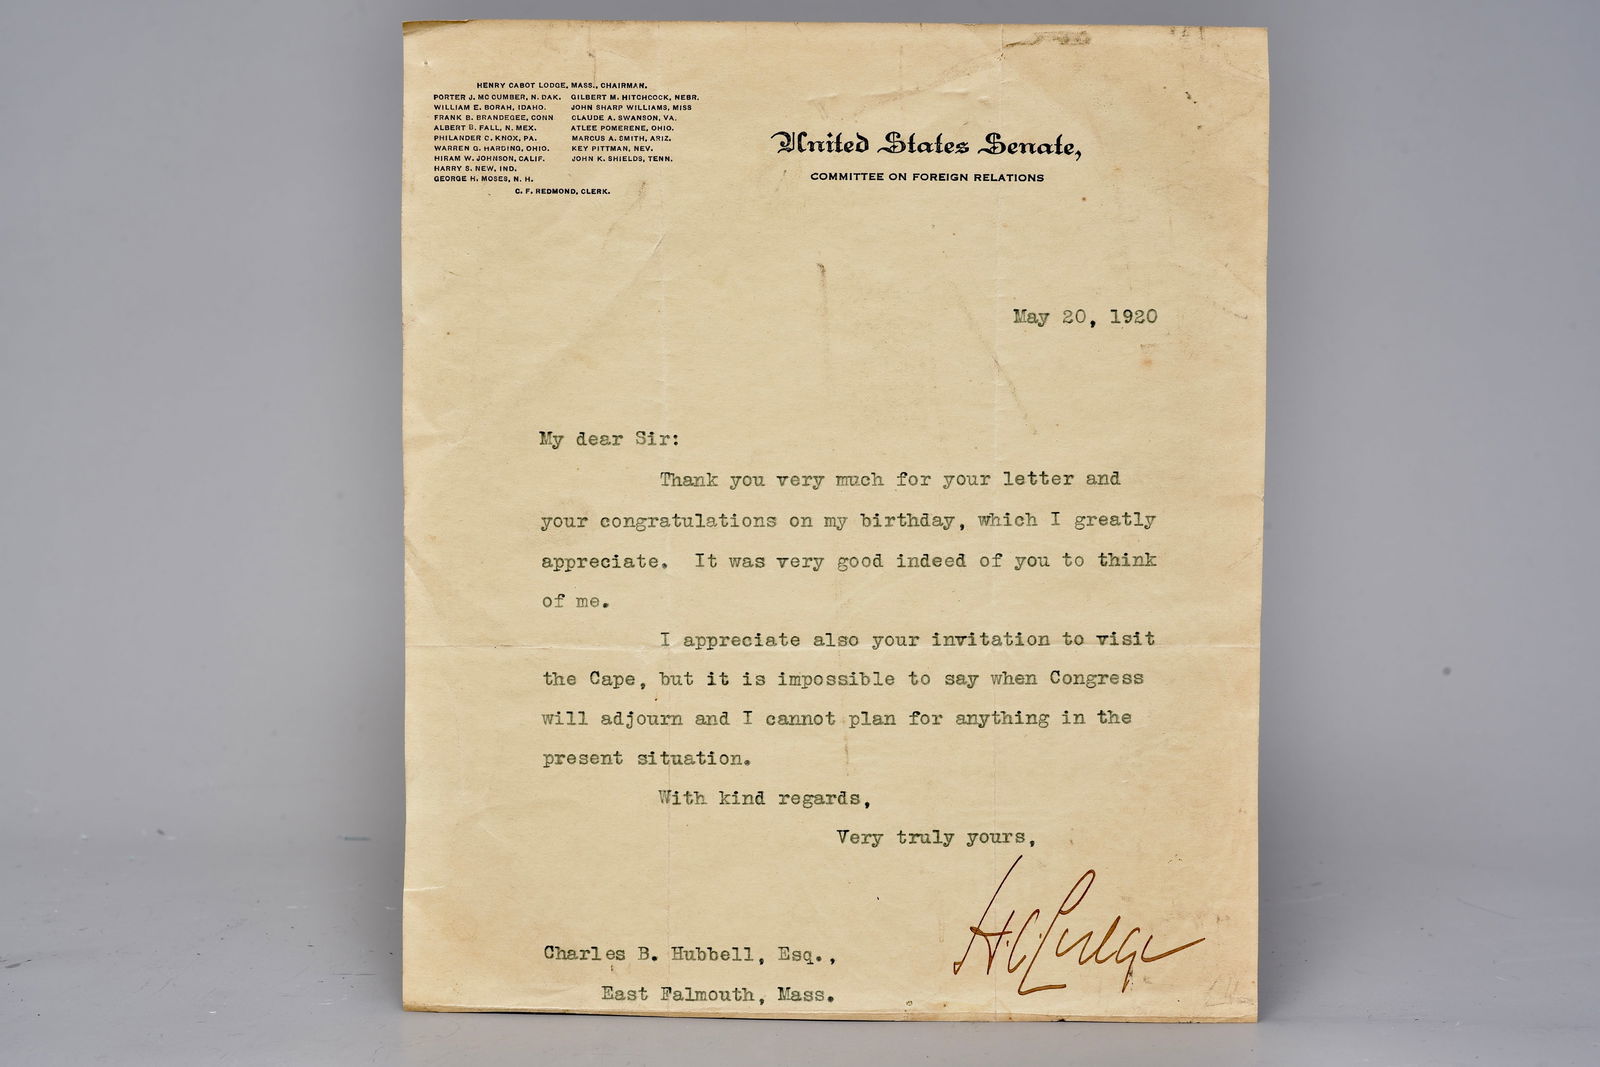 HENRY CABOT LODGE, MASS., CHAIRMAN.
PORTER J. MC CUMBER, N. DAK. GILBERT M. HITCHCOCK, NEBR.
WILLIAM E. BORAH, IDAHO. JOHN SHARP WILLIAMS, MISS
FRANK B. BRANDEGEE, CONN CLAUDE A. SWANSON, VA.
ALBERT B. FALL, N. MEX. ATLEE POMERENE, OHIO.
PHILANDER C. KNOX, PA. MARCUS A. SMITH, ARIZ.
WARREN G. HARDING, OHIO. KEY PITTMAN, NEV.
HIRAM W. JOHNSON, CALIF. JOHN K. SHIELDS, TENN.
HARRY S. NEW, IND.
GEORGE H. MOSES, N. H.
C. F. REDMOND, CLERK.
United States Senate,
COMMITTEE ON FOREIGN RELATIONS
May 20, 1920
My dear Sir:
Thank you very much for your letter and
your congratulations on my birthday, which I greatly
appreciate. It was very good indeed of you to think
of me.
I appreciate also your invitation to visit
the Cape, but it is impossible to say when Congress
will adjourn and I cannot plan for anything in the
present situation.
With kind regards,
Very truly yours,
H. C. Lodge
Charles B. Hubbell, Esq.,
East Falmouth, Mass.